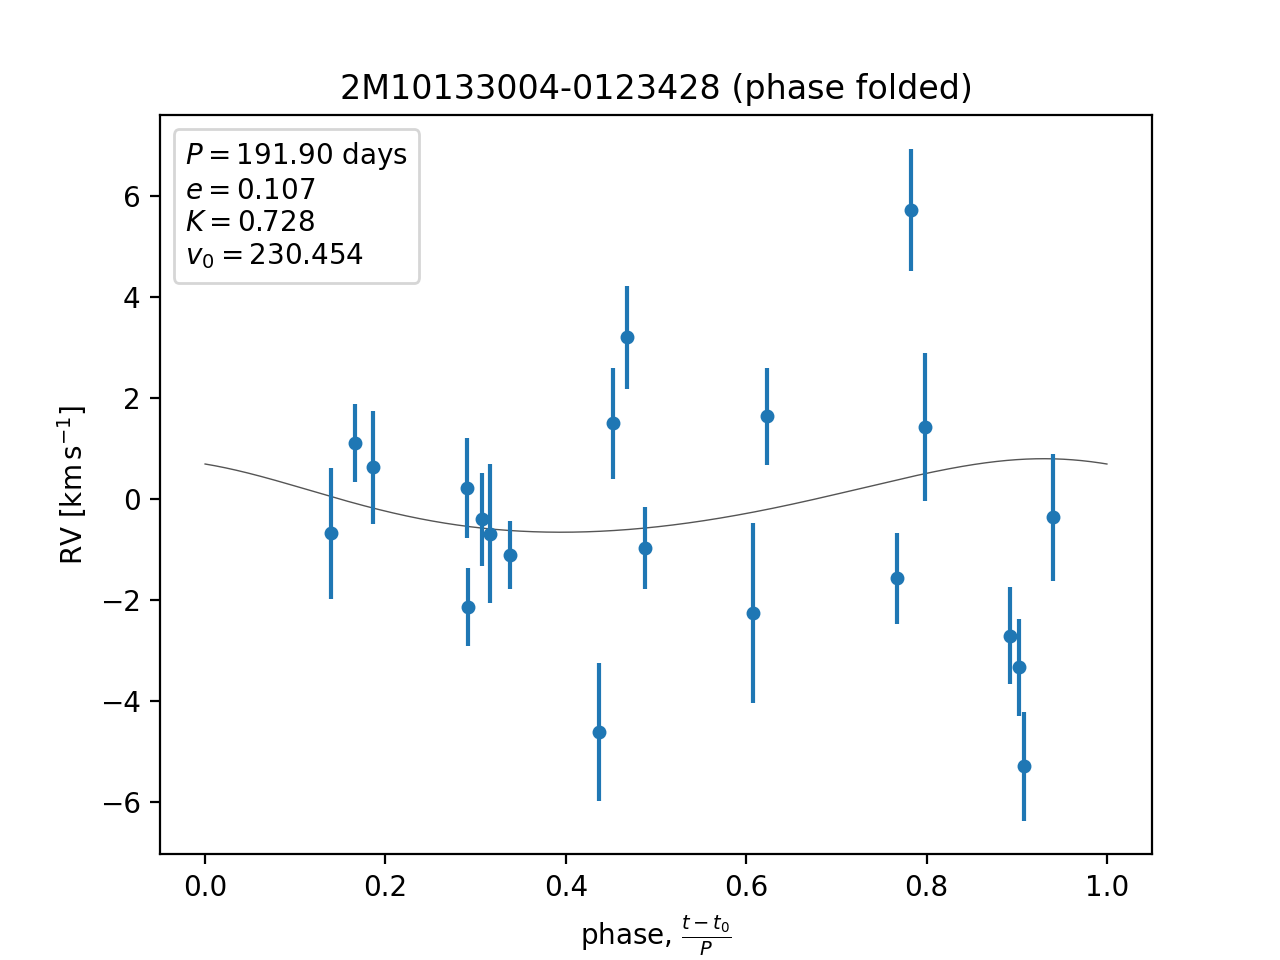 2M10133004-0123428 (phase folded)
P = 191.90 days
e = 0.107
K = 0.728
v₀ = 230.454
6
4
2
0
−2
−4
−6
RV [km s⁻¹]
0.0 0.2 0.4 0.6 0.8 1.0
phase, (t − t₀)/P